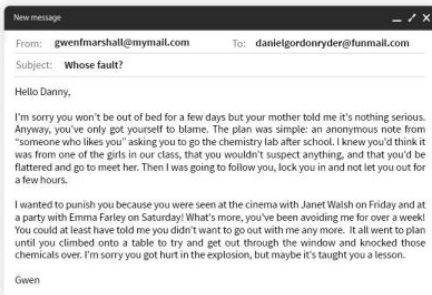 New message
From: gwenfmarshall@mymail.com To: danielgordonryder@funmail.com
Subject: Whose fault?
Hello Danny,
I'm sorry you won't be out of bed for a few days but your mother told me it's nothing serious.
Anyway, you've only got yourself to blame. The plan was simple: an anonymous note from
"someone who likes you" asking you to go the chemistry lab after school. I knew you'd think it
was from one of the girls in our class, that you wouldn't suspect anything, and that you'd be
flattered and go to meet her. Then I was going to follow you, lock you in and not let you out for
a few hours.
I wanted to punish you because you were seen at the cinema with Janet Walsh on Friday and at
a party with Emma Farley on Saturday! What's more, you've been avoiding me for over a week!
You could at least have told me you didn't want to go out with me any more. It all went to plan
until you climbed onto a table to try and get out through the window and knocked those
chemicals over. I'm sorry you got hurt in the explosion, but maybe it's taught you a lesson.
Gwen